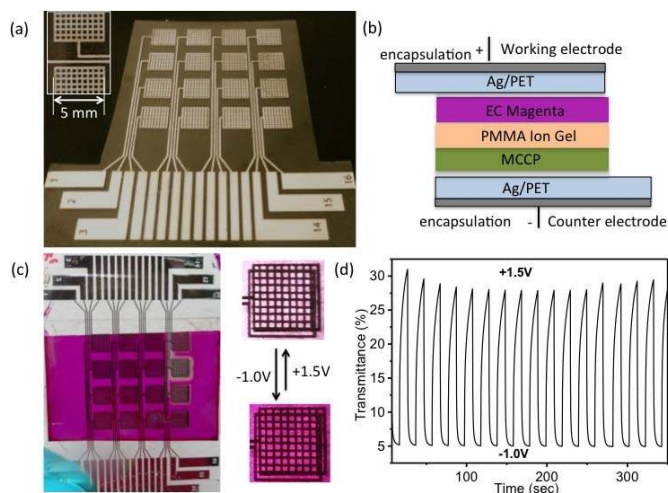 (a)
5 mm
1
2
3
16
15
14
(b)
encapsulation + Working electrode
Ag/PET
EC Magenta
PMMA Ion Gel
MCCP
Ag/PET
encapsulation - Counter electrode
(c)
-1.0V
+1.5V
(d)
Transmittance (%)
30
25
20
15
10
5
+1.5V
-1.0V
0 100 200 300
Time (sec)